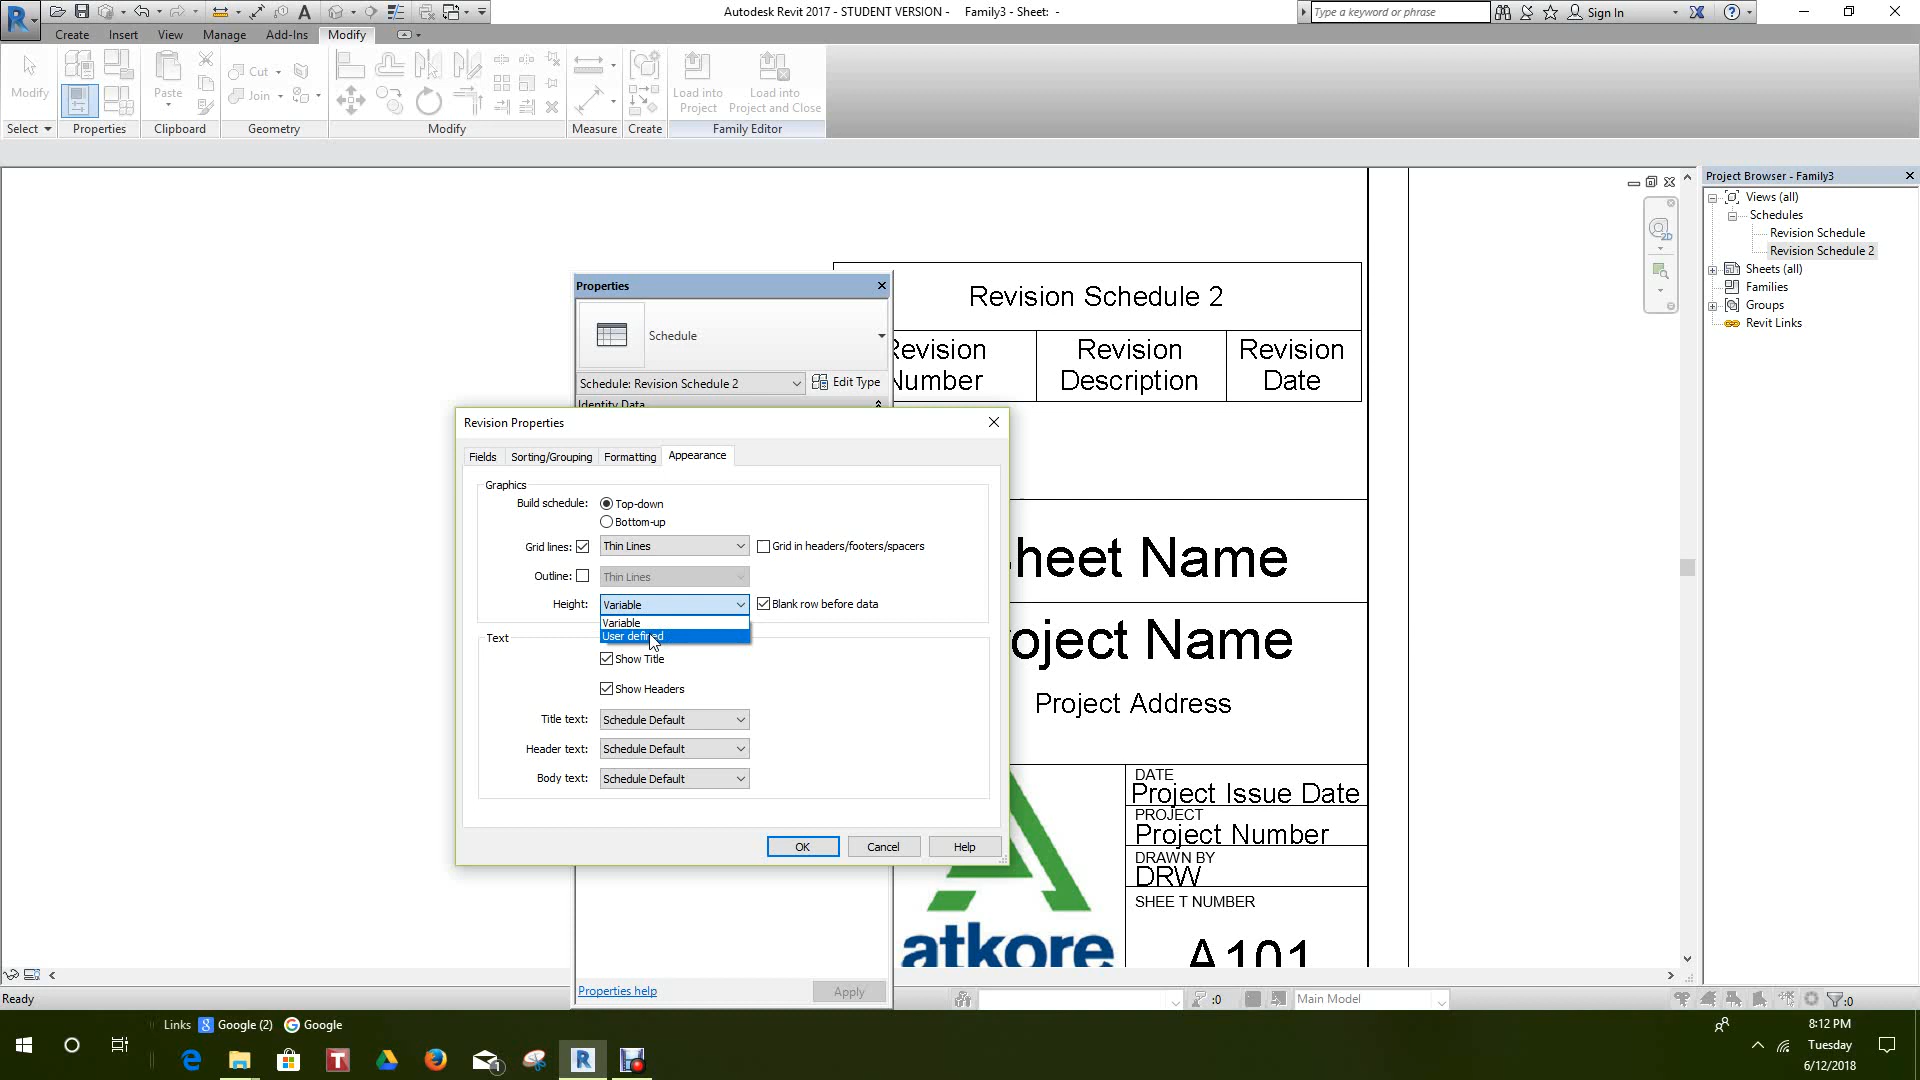 Autodesk Revit 2017 - STUDENT VERSION -    Family3 - Sheet:  -
Type a keyword or phrase
Sign In
Create Insert View Manage Add-Ins Modify
Modify
Paste
Cut
Join
Load into
Project
Load into
Project and Close
Select Properties Clipboard Geometry Modify Measure Create Family Editor
Project Browser - Family3
Views (all)
Schedules
Revision Schedule
Revision Schedule 2
Sheets (all)
Families
Groups
Revit Links
2D
Properties
Schedule
Schedule: Revision Schedule 2
Edit Type
Identity Data
Revision Schedule 2
Revision
Number
Revision
Description
Revision
Date
Revision Properties
Fields Sorting/Grouping Formatting Appearance
Graphics
Build schedule:
Top-down
Bottom-up
Grid lines:
Thin Lines
Grid in headers/footers/spacers
Outline:
Thin Lines
Height:
Variable
Blank row before data
Variable
User defined
Text
Show Title
Show Headers
Title text:
Schedule Default
Header text:
Schedule Default
Body text:
Schedule Default
OK Cancel Help
heet Name
oject Name
Project Address
DATE
Project Issue Date
PROJECT
Project Number
DRAWN BY
DRW
SHEE T NUMBER
A101
atkore
Properties help
Apply
Ready
:0
Main Model
:0
Links Google (2) Google
8:12 PM
Tuesday
6/12/2018